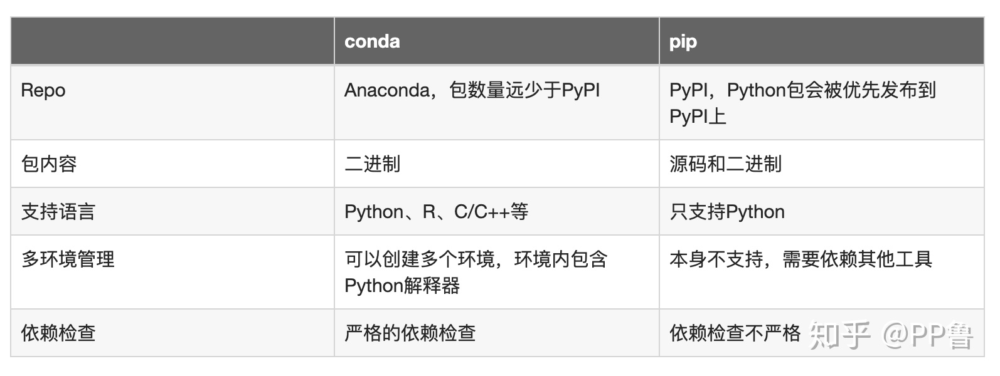 conda
pip
Repo
Anaconda，包数量远少于PyPI
PyPI，Python包会被优先发布到
PyPI上
包内容
二进制
源码和二进制
支持语言
Python、R、C/C++等
只支持Python
多环境管理
可以创建多个环境，环境内包含
Python解释器
本身不支持，需要依赖其他工具
依赖检查
严格的依赖检查
依赖检查不严格
知乎 @PP鲁